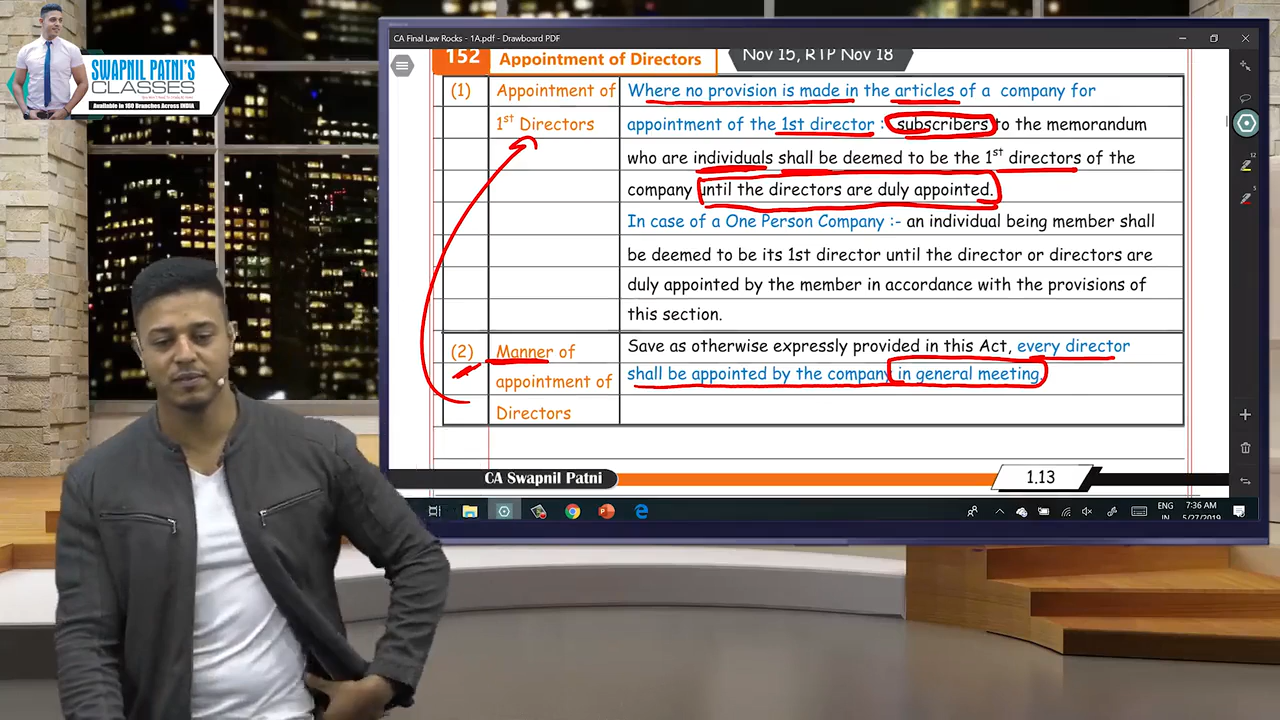 SWAPNIL PATNI'S
CLASSES
Available in 160 Branches Across INDIA
CA Final Law Rocks - 1A.pdf - Drawboard PDF
152 Appointment of Directors Nov 15, RTP Nov 18
(1) Appointment of Where no provision is made in the articles of a company for
1st Directors appointment of the 1st director : subscribers to the memorandum
who are individuals shall be deemed to be the 1st directors of the
company until the directors are duly appointed.
In case of a One Person Company :- an individual being member shall
be deemed to be its 1st director until the director or directors are
duly appointed by the member in accordance with the provisions of
this section.
(2) Manner of Save as otherwise expressly provided in this Act, every director
appointment of shall be appointed by the company in general meeting.
Directors
CA Swapnil Patni 1.13
ENG 7:36 AM
IN 5/27/2019